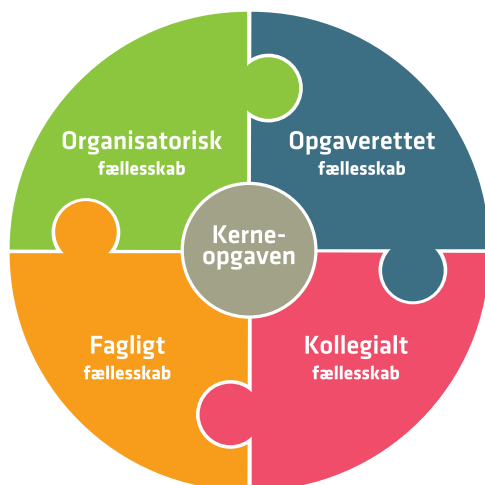 Organisatorisk
fællesskab
Opgaverettet
fællesskab
Kerne-
opgaven
Fagligt
fællesskab
Kollegialt
fællesskab